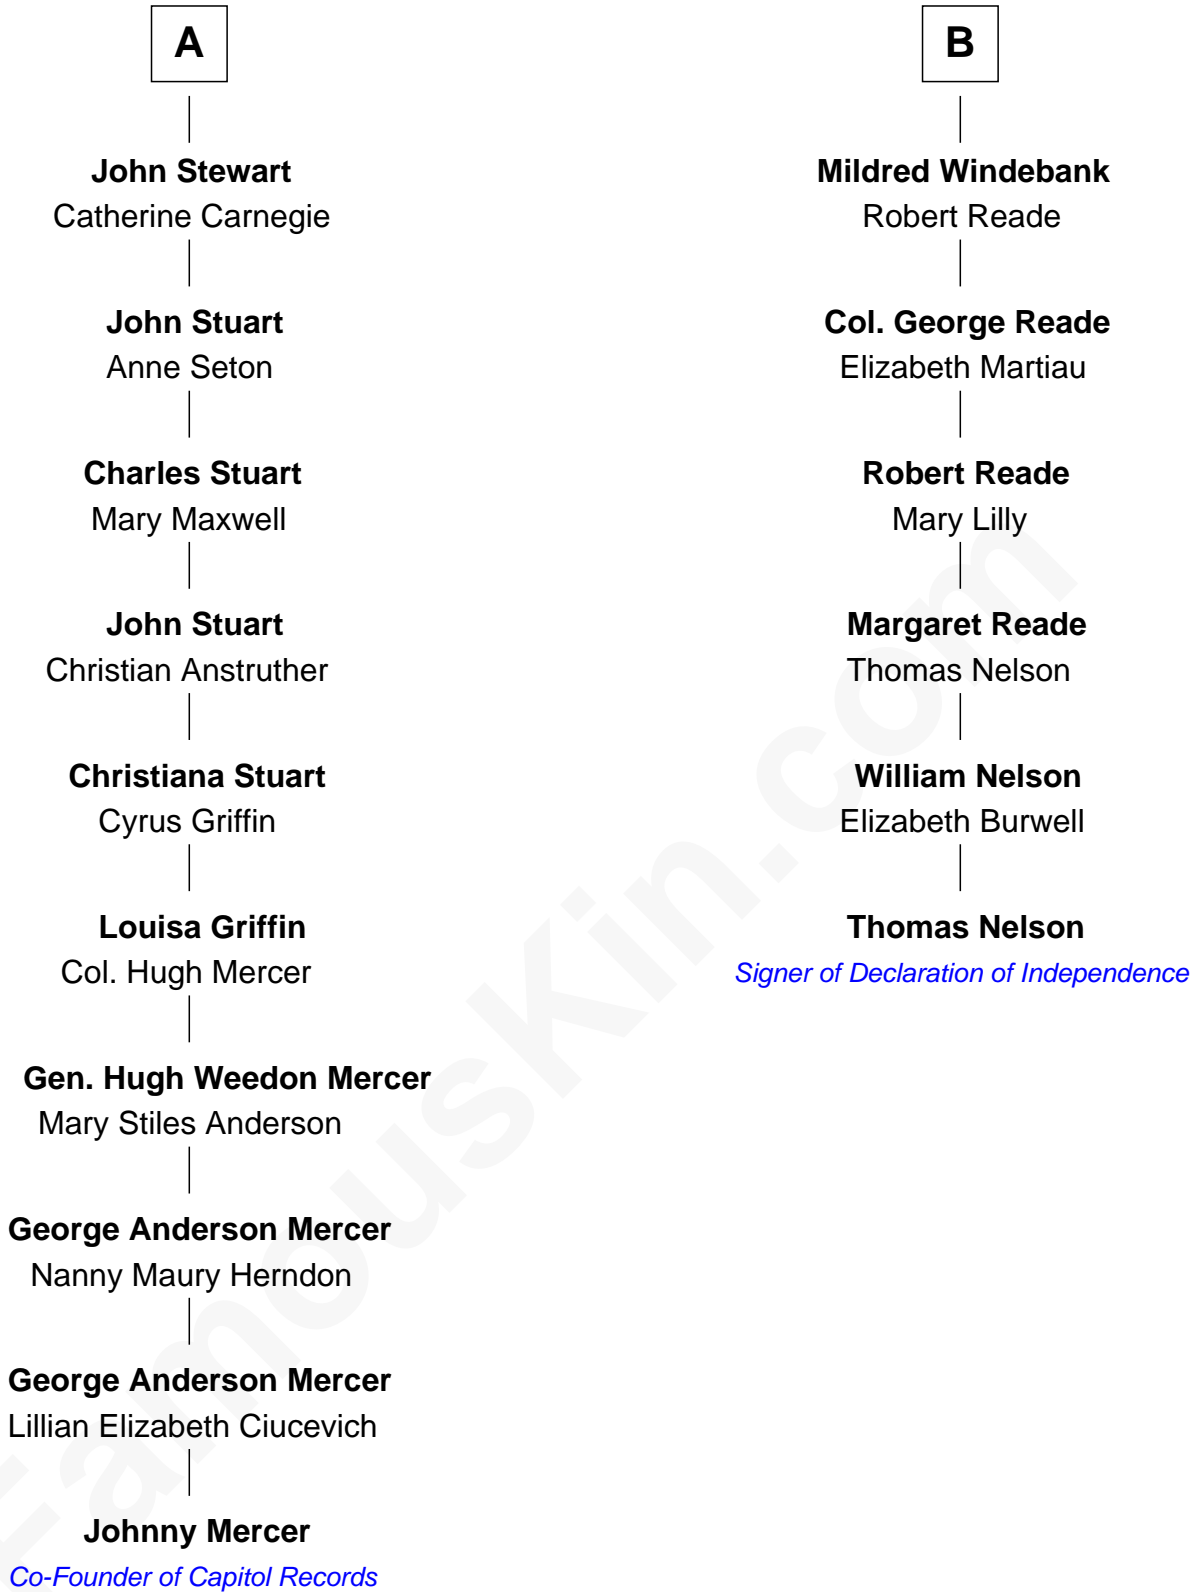 A
John Stewart
Catherine Carnegie
John Stuart
Anne Seton
Charles Stuart
Mary Maxwell
John Stuart
Christian Anstruther
Christiana Stuart
Cyrus Griffin
Louisa Griffin
Col. Hugh Mercer
Gen. Hugh Weedon Mercer
Mary Stiles Anderson
George Anderson Mercer
Nanny Maury Herndon
George Anderson Mercer
Lillian Elizabeth Ciucevich
Johnny Mercer
Co-Founder of Capitol Records
B
Mildred Windebank
Robert Reade
Col. George Reade
Elizabeth Martiau
Robert Reade
Mary Lilly
Margaret Reade
Thomas Nelson
William Nelson
Elizabeth Burwell
Thomas Nelson
Signer of Declaration of Independence
FamousKin.com